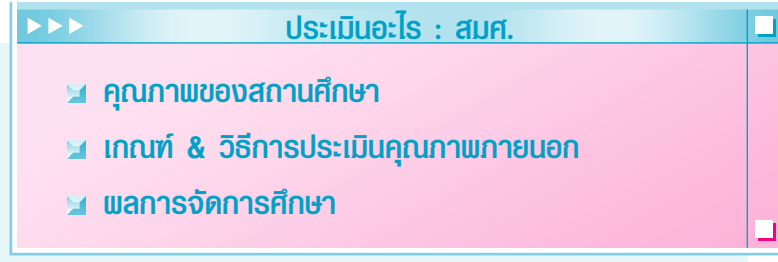 ประเมินอะไร : สมศ.
คุณภาพของสถานศึกษา
เกณฑ์ & วิธีการประเมินคุณภาพภายนอก
ผลการจัดการศึกษา